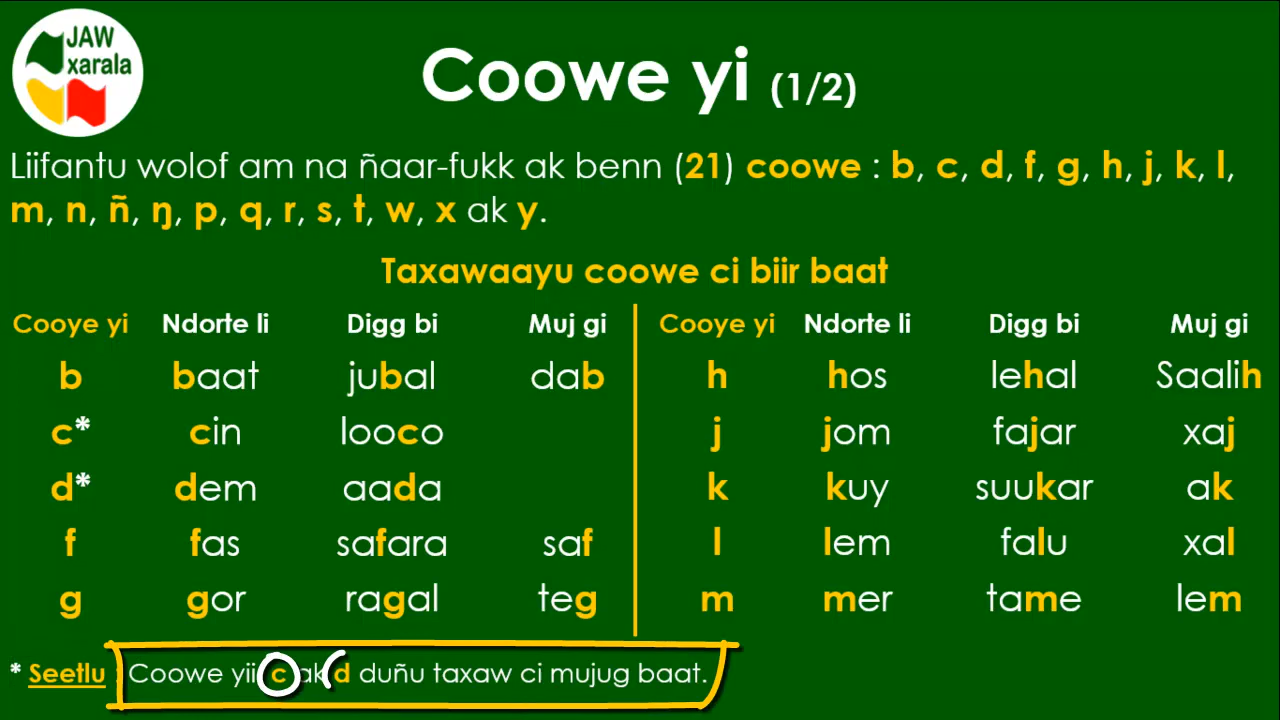 JAW
xarala
Coowe yi (1/2)
Liifantu wolof am na ñaar-fukk ak benn (21) coowe : b, c, d, f, g, h, j, k, l,
m, n, ñ, ŋ, p, q, r, s, t, w, x ak y.
Taxawaayu coowe ci biir baat
Cooye yi Ndorte li Digg bi Muj gi Cooye yi Ndorte li Digg bi Muj gi
b baat jubal dab h hos lehal Saalih
c* cin looco j jom fajar xaj
d* dem aada k kuy suukar ak
f fas safara saf l lem falu xal
g gor ragal teg m mer tame lem
* Seetlu : Coowe yii c ak d duñu taxaw ci mujug baat.